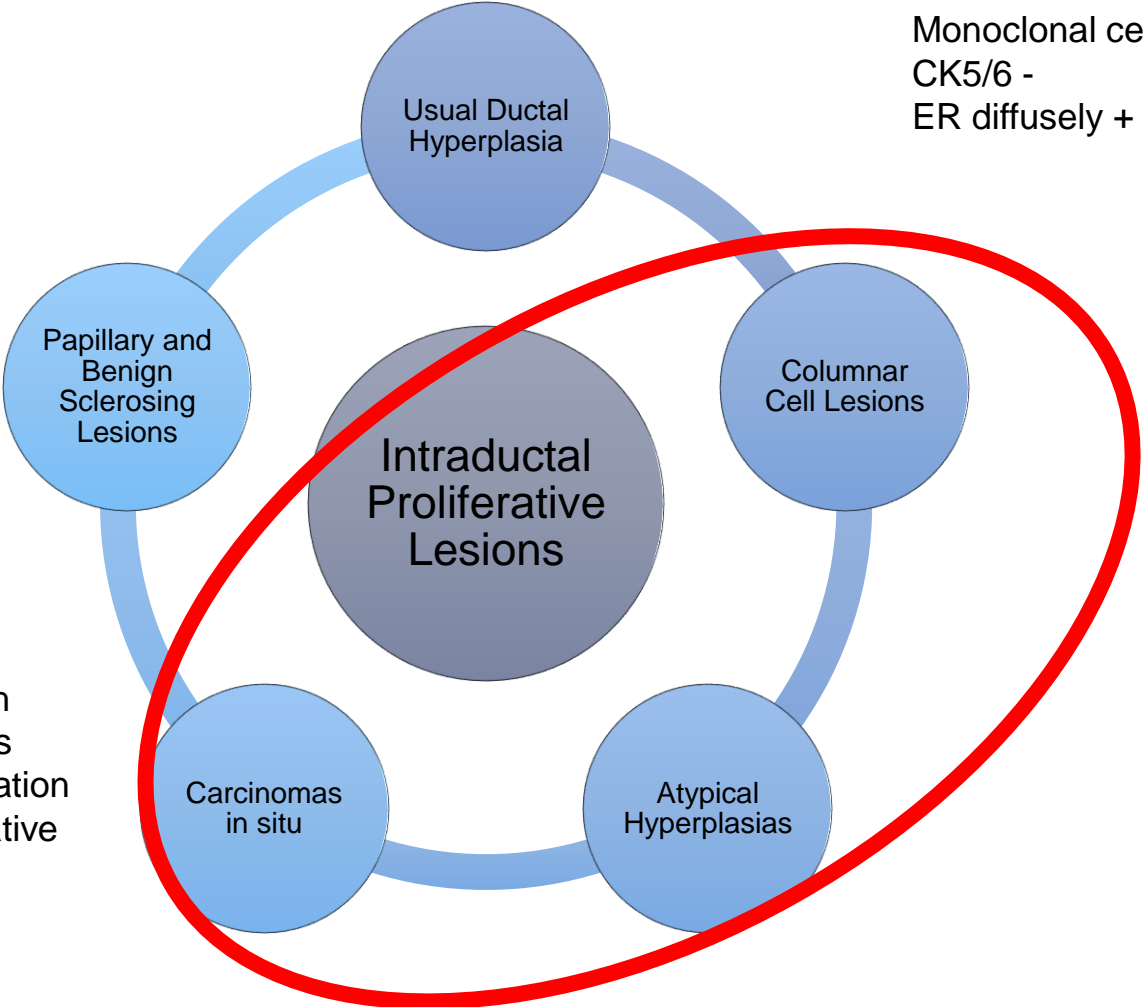 Monoclonal ce
CK5/6 -
ER diffusely +
Usual Ductal
Hyperplasia
Papillary and
Benign
Sclerosing
Lesions
Columnar
Cell Lesions
Intraductal
Proliferative
Lesions
Carcinomas
in situ
Atypical
Hyperplasias